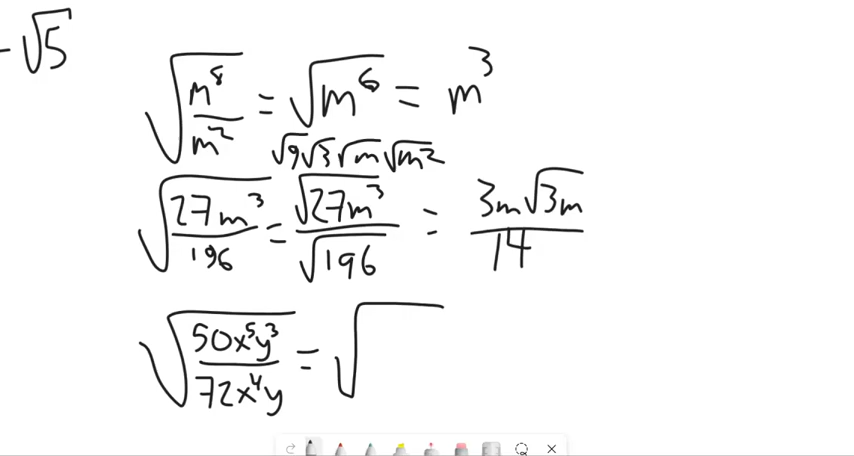 -√5
√(m⁸/m²) = √(m⁶) = m³
√9 √3 √m √m²
√(27m³/196) = √(27m³)/√196 = 3m√(3m)/14
√(50x⁵y³/72x⁴y) = √